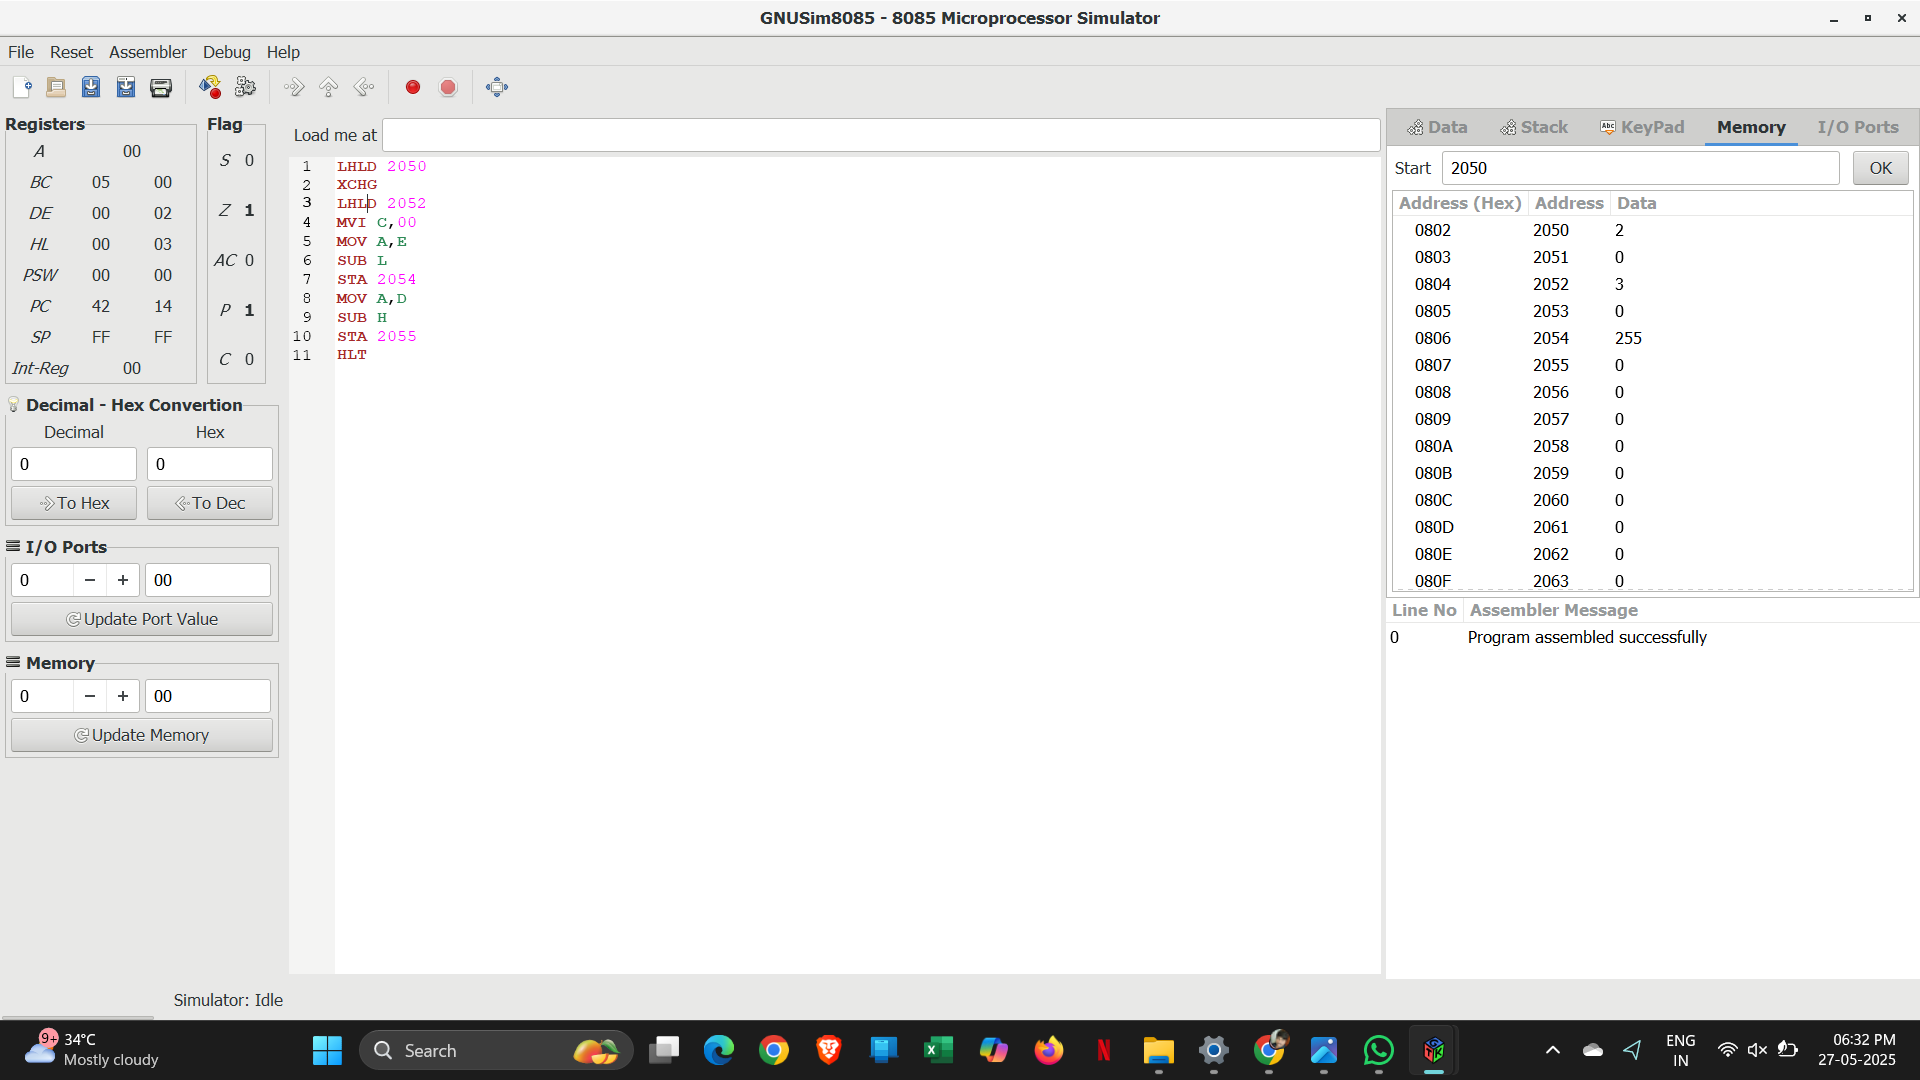 GNUSim8085 - 8085 Microprocessor Simulator
File Reset Assembler Debug Help
Registers
A 00
BC 05 00
DE 00 02
HL 00 03
PSW 00 00
PC 42 14
SP FF FF
Int-Reg 00
Flag
S 0
Z 1
AC 0
P 1
C 0
Decimal - Hex Convertion
Decimal Hex
0 0
To Hex To Dec
I/O Ports
0 − + 00
Update Port Value
Memory
0 − + 00
Update Memory
Load me at
1 LHLD 2050
2 XCHG
3 LHLD 2052
4 MVI C,00
5 MOV A,E
6 SUB L
7 STA 2054
8 MOV A,D
9 SUB H
10 STA 2055
11 HLT
Data Stack Abc KeyPad Memory I/O Ports
Start 2050 OK
Address (Hex) Address Data
0802 2050 2
0803 2051 0
0804 2052 3
0805 2053 0
0806 2054 255
0807 2055 0
0808 2056 0
0809 2057 0
080A 2058 0
080B 2059 0
080C 2060 0
080D 2061 0
080E 2062 0
080F 2063 0
Line No Assembler Message
0 Program assembled successfully
Simulator: Idle
9+ 34°C
Mostly cloudy
Search
ENG
IN
06:32 PM
27-05-2025